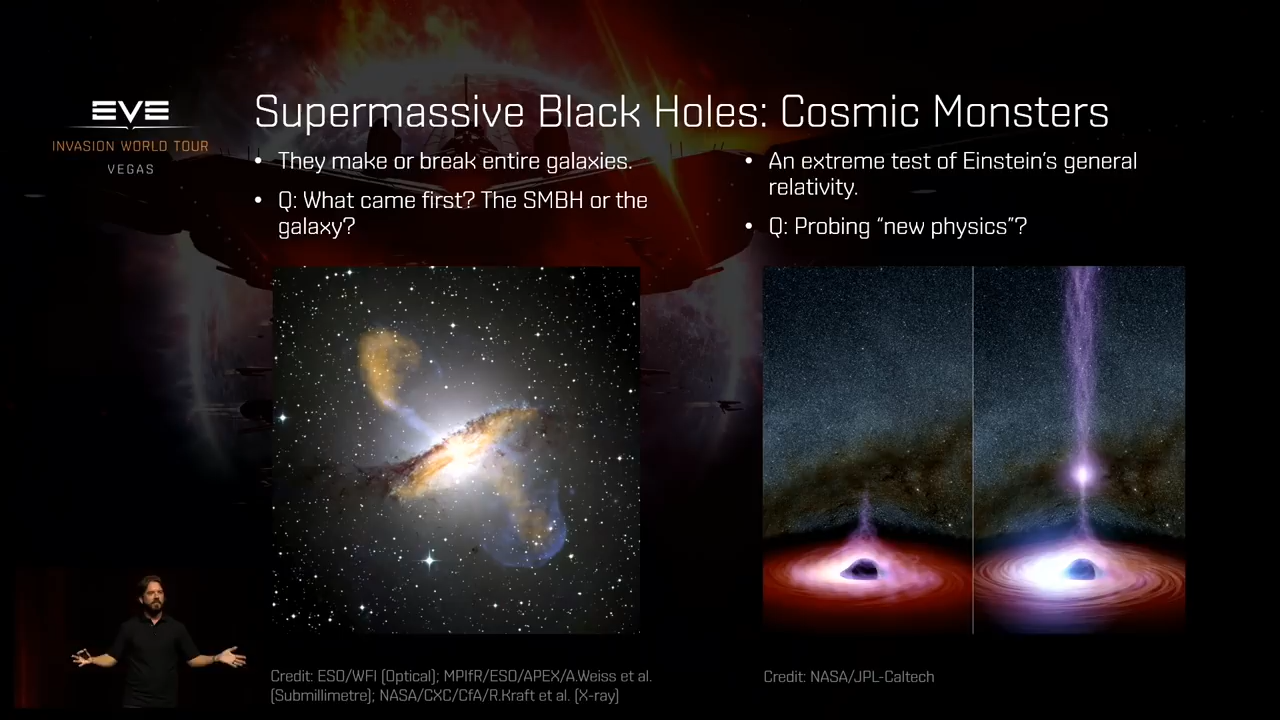 EVE
INVASION WORLD TOUR
VEGAS
Supermassive Black Holes: Cosmic Monsters
• They make or break entire galaxies.
• Q: What came first? The SMBH or the
galaxy?
• An extreme test of Einstein's general
relativity.
• Q: Probing “new physics”?
Credit: ESO/WFI (Optical); MPIfR/ESO/APEX/A.Weiss et al.
(Submillimetre); NASA/CXC/CfA/R.Kraft et al. (X-ray)
Credit: NASA/JPL-Caltech